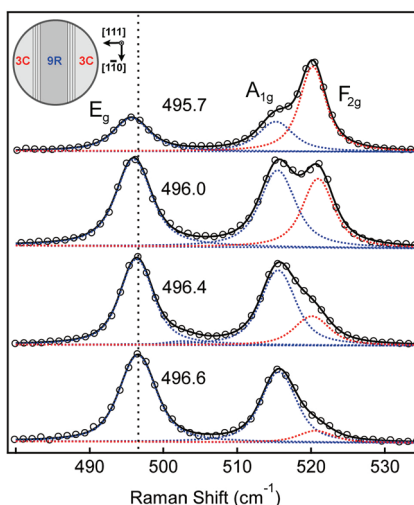 [111]
3C 9R 3C
[1-10]
E_g
495.7
A_1g
F_2g
496.0
496.4
496.6
490 500 510 520 530
Raman Shift (cm⁻¹)